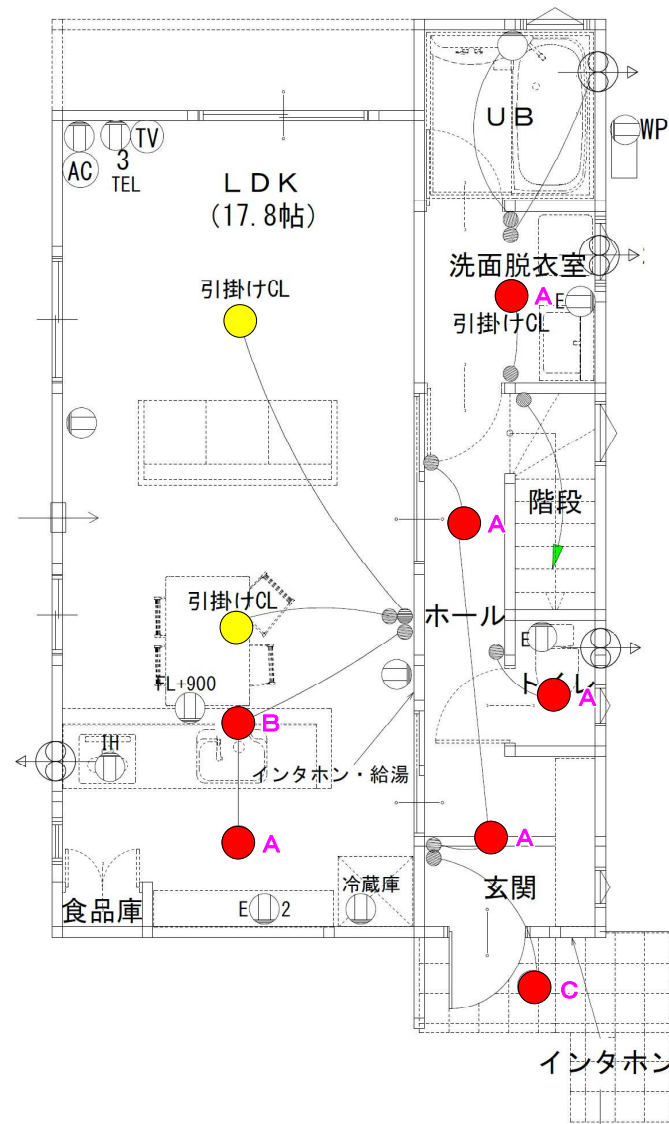 UB
WP
AC
3
TEL
TV
LDK
(17.8帖)
洗面脱衣室
A
E
引掛けCL
引掛けCL
階段
A
引掛けCL
ホール
E
トイレ
A
FL+900
B
IH
インタホン・給湯
A
A
冷蔵庫
食品庫
E 2
玄関
C
インタホン